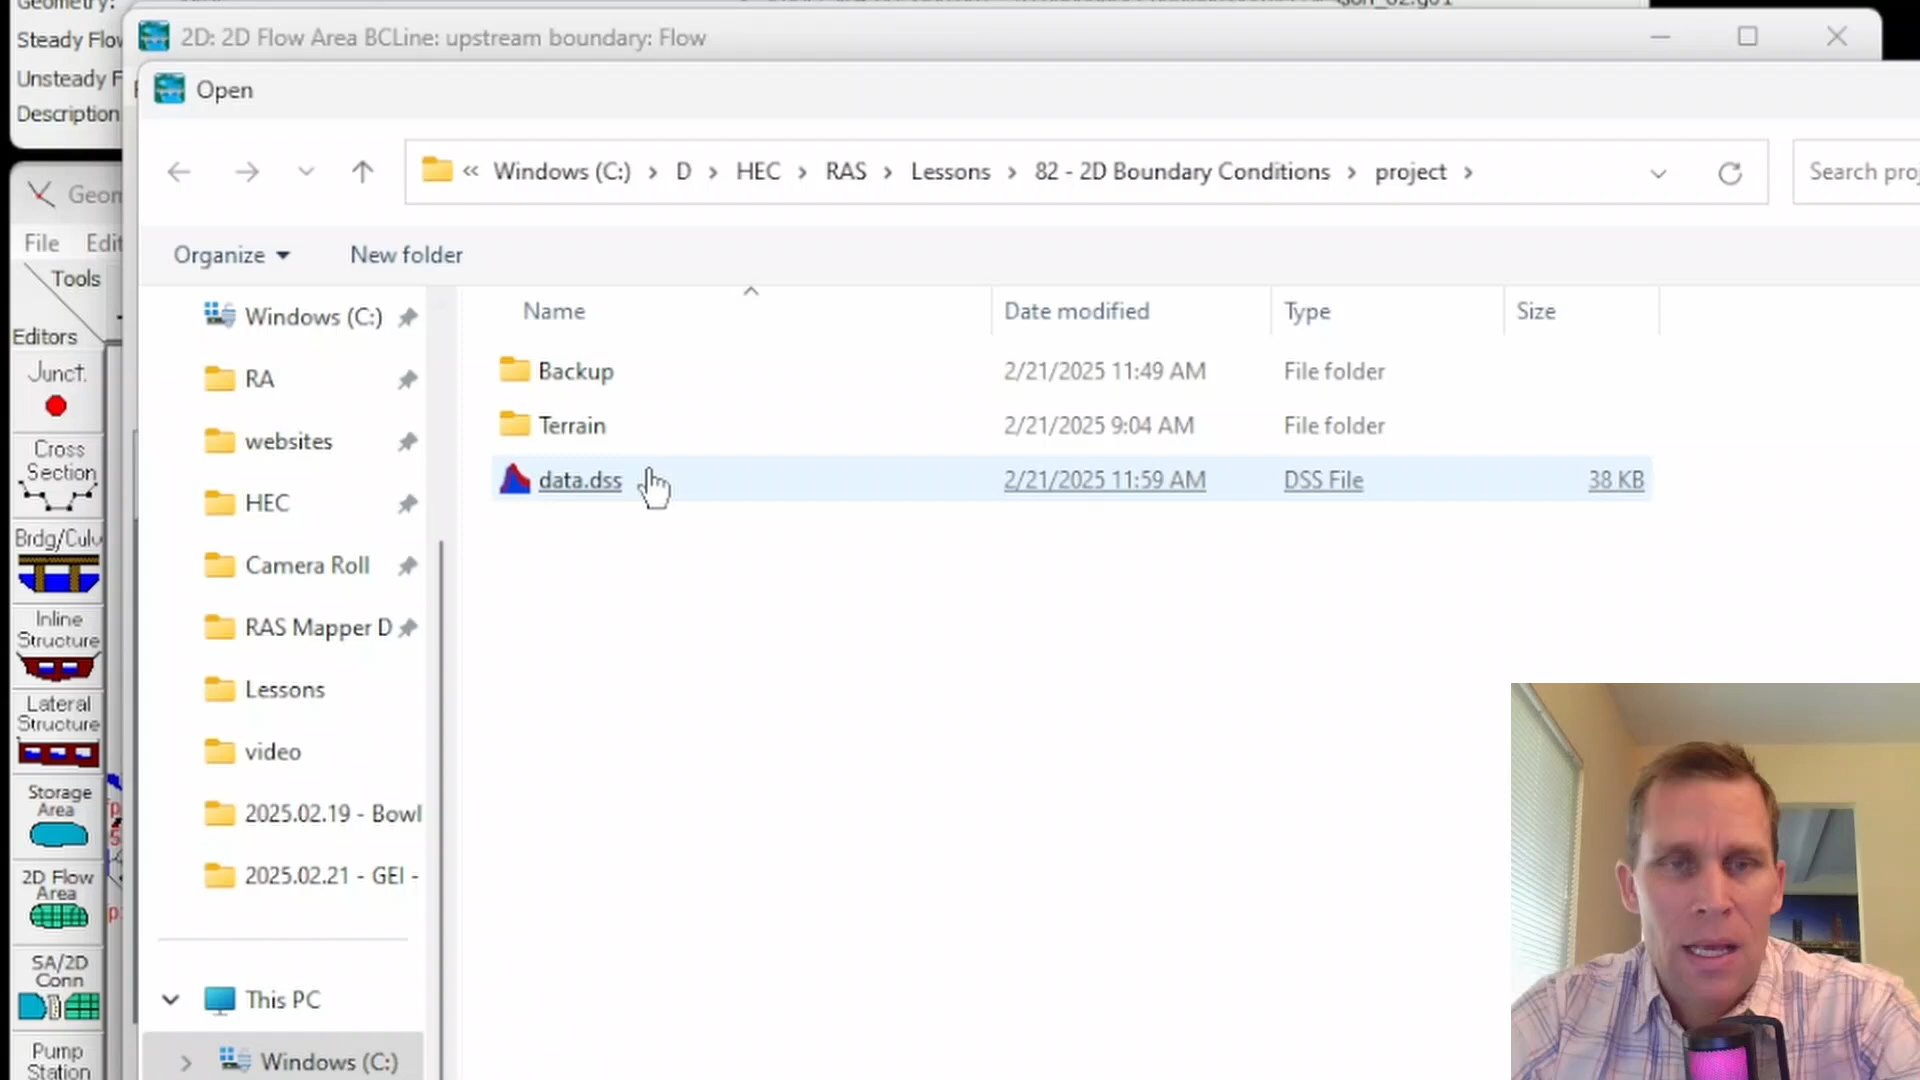 Geometry:
2D: 2D Flow Area BCLine: upstream boundary: Flow
Steady Flow
Unsteady F
Description
Open
« Windows (C:) > D > HEC > RAS > Lessons > 82 - 2D Boundary Conditions > project >
Search proj
Geom
File Edit
Organize
New folder
Tools
Editors
Junct.
Cross
Section
Brdg/Culv
Inline
Structure
Lateral
Structure
Storage
Area
2D Flow
Area
SA/2D
Conn
Pump
Station
Windows (C:)
RA
websites
HEC
Camera Roll
RAS Mapper D
Lessons
video
2025.02.19 - Bowl
2025.02.21 - GEI -
This PC
Windows (C:)
Name Date modified Type Size
Backup 2/21/2025 11:49 AM File folder
Terrain 2/21/2025 9:04 AM File folder
data.dss 2/21/2025 11:59 AM DSS File 38 KB